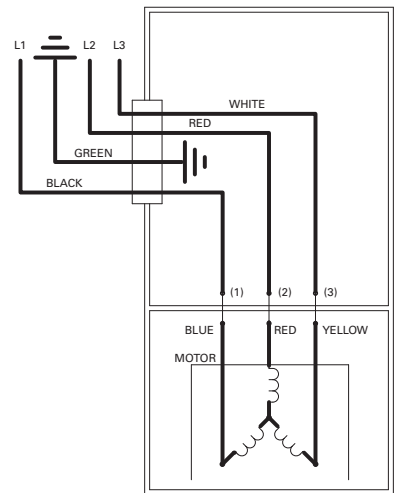 L1 L2 L3
WHITE
RED
GREEN
BLACK
(1) (2) (3)
BLUE RED YELLOW
MOTOR